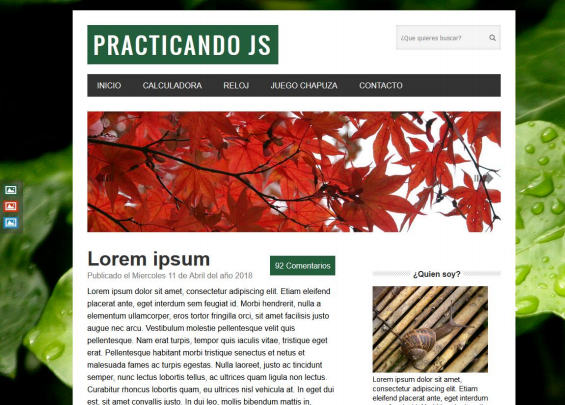 PRACTICANDO JS
¿Que quieres buscar?
INICIO CALCULADORA RELOJ JUEGO CHAPUZA CONTACTO
Lorem ipsum
92 Comentarios
Publicado el Miercoles 11 de Abril del año 2018
Lorem ipsum dolor sit amet, consectetur adipiscing elit. Etiam eleifend
placerat ante, eget interdum sem feugiat id. Morbi hendrerit, nulla a
elementum ullamcorper, eros tortor fringilla orci, sit amet facilisis justo
augue nec arcu. Vestibulum molestie pellentesque velit quis
pellentesque. Nam erat turpis, tempor quis iaculis vitae, tristique eget
erat. Pellentesque habitant morbi tristique senectus et netus et
malesuada fames ac turpis egestas. Nulla laoreet, justo ac tincidunt
semper, nunc lectus lobortis tellus, ac ultrices quam ligula non lectus.
Curabitur rhoncus lobortis quam, eu ultrices nisl vehicula at. In eget dui
est, sit amet convallis justo. In dui leo, mollis bibendum mattis in,
¿Quien soy?
Lorem ipsum dolor sit amet,
consectetur adipiscing elit. Etiam
eleifend placerat ante, eget interdum